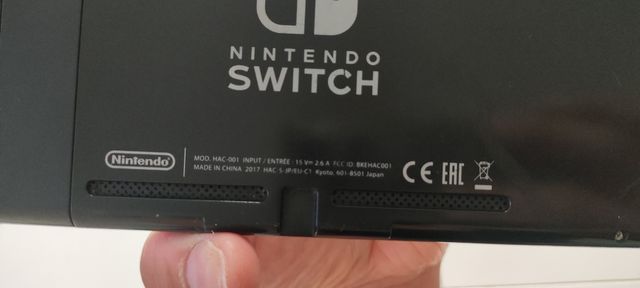 NINTENDO
SWITCH
Nintendo
MOD. HAC-001 INPUT / ENTRÉE : 15 V⎓ 2.6 A FCC ID: BKEHAC001
MADE IN CHINA 2017 HAC-S-JP/EU-C1 Kyoto, 601-8501 Japan
CE EAC